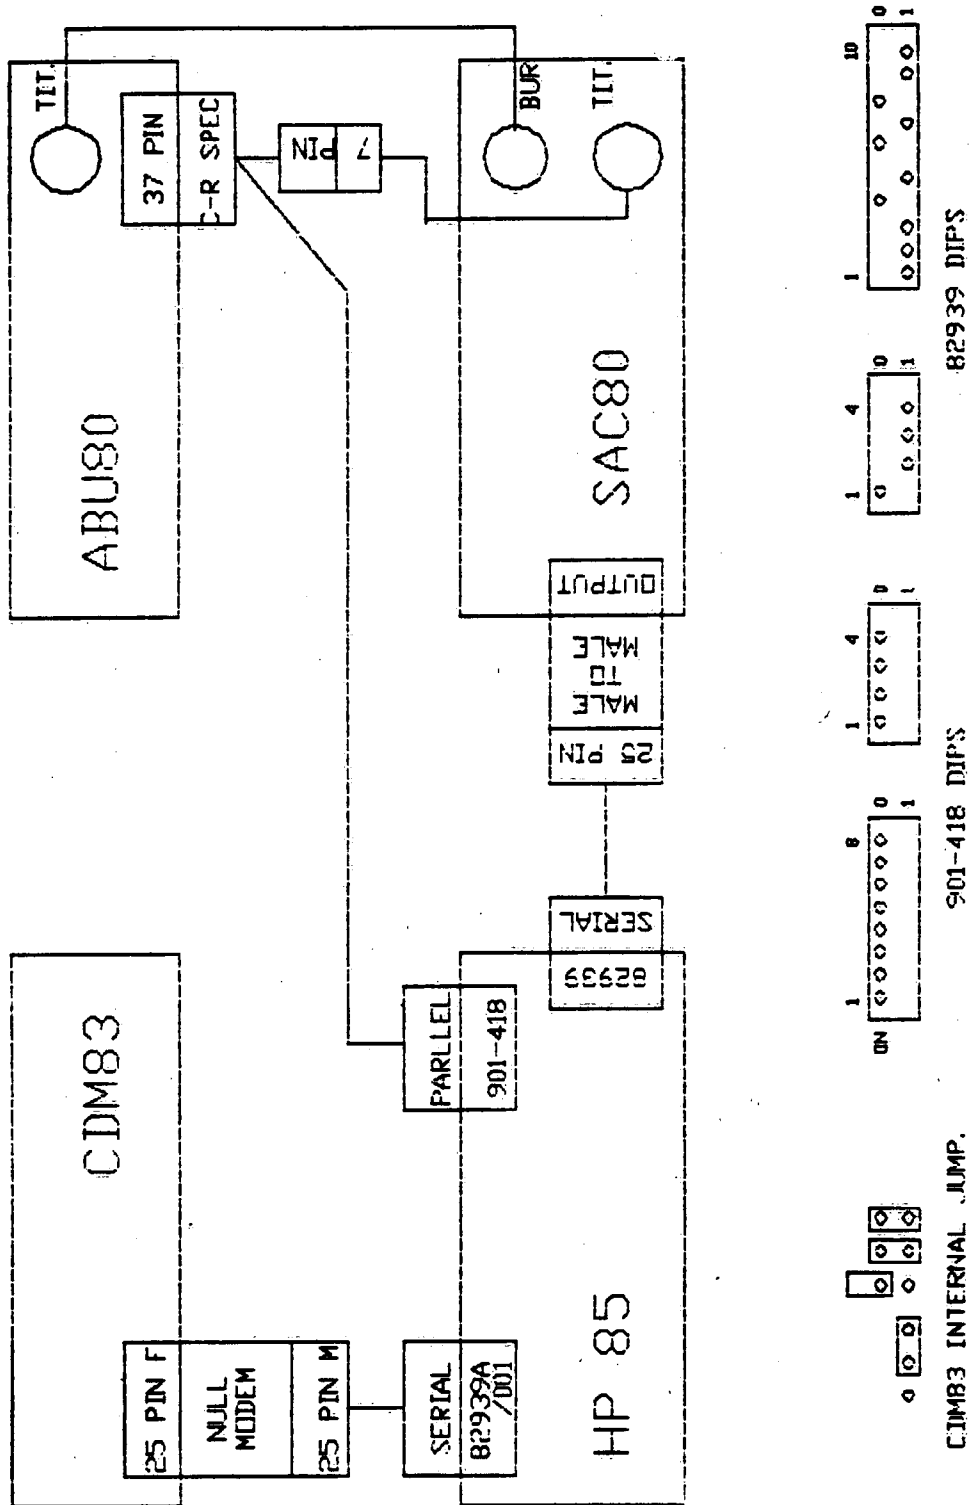 TIT.
37 PIN
C-R SPEC
7
PIN
BUR
TIT.
ABU80
SAC80
OUTPUT
MALE
TO
MALE
25 PIN
SERIAL
82939
CDM83
PARLLEL
901-418
25 PIN F
NULL
MODEM
25 PIN M
SERIAL
82939A
/001
HP 85
1
10
0
1
1
4
0
1
82939 DIPS
1
4
0
1
ON
1
8
0
1
901-418 DIPS
CDM83 INTERNAL JUMP.